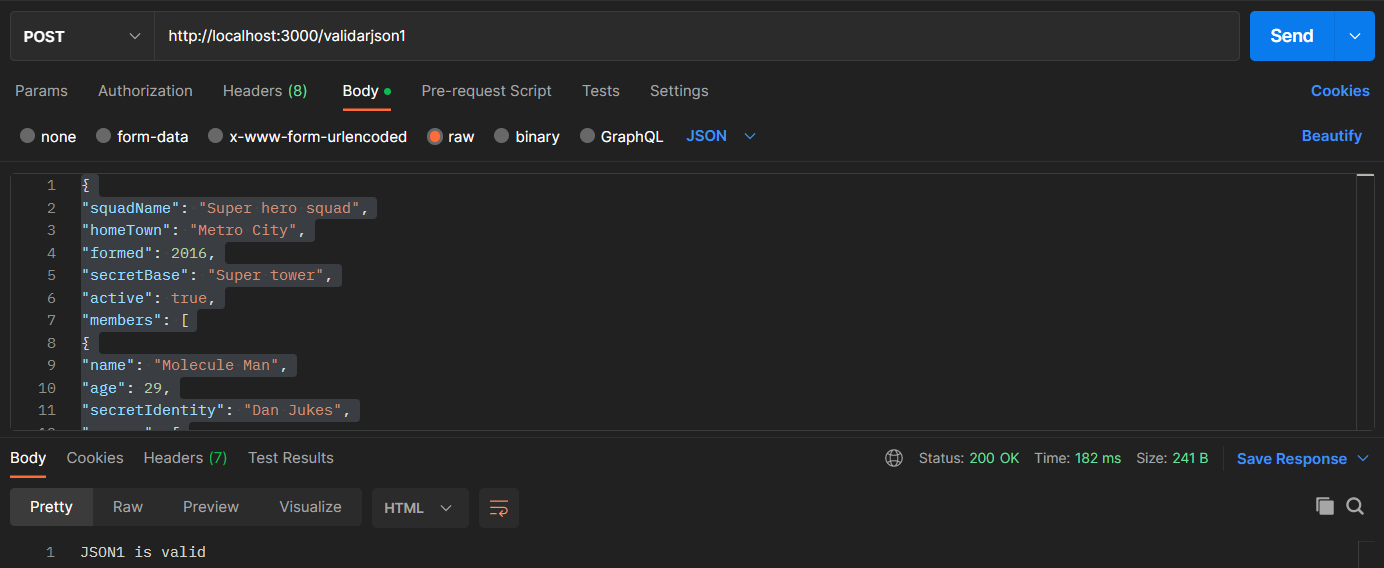 POST http://localhost:3000/validarjson1 Send
Params Authorization Headers (8) Body Pre-request Script Tests Settings Cookies
none form-data x-www-form-urlencoded raw binary GraphQL JSON Beautify
1 {
2 "squadName": "Super hero squad",
3 "homeTown": "Metro City",
4 "formed": 2016,
5 "secretBase": "Super tower",
6 "active": true,
7 "members": [
8 {
9 "name": "Molecule Man",
10 "age": 29,
11 "secretIdentity": "Dan Jukes",
Body Cookies Headers (7) Test Results Status: 200 OK Time: 182 ms Size: 241 B Save Response
Pretty Raw Preview Visualize HTML
1 JSON1 is valid